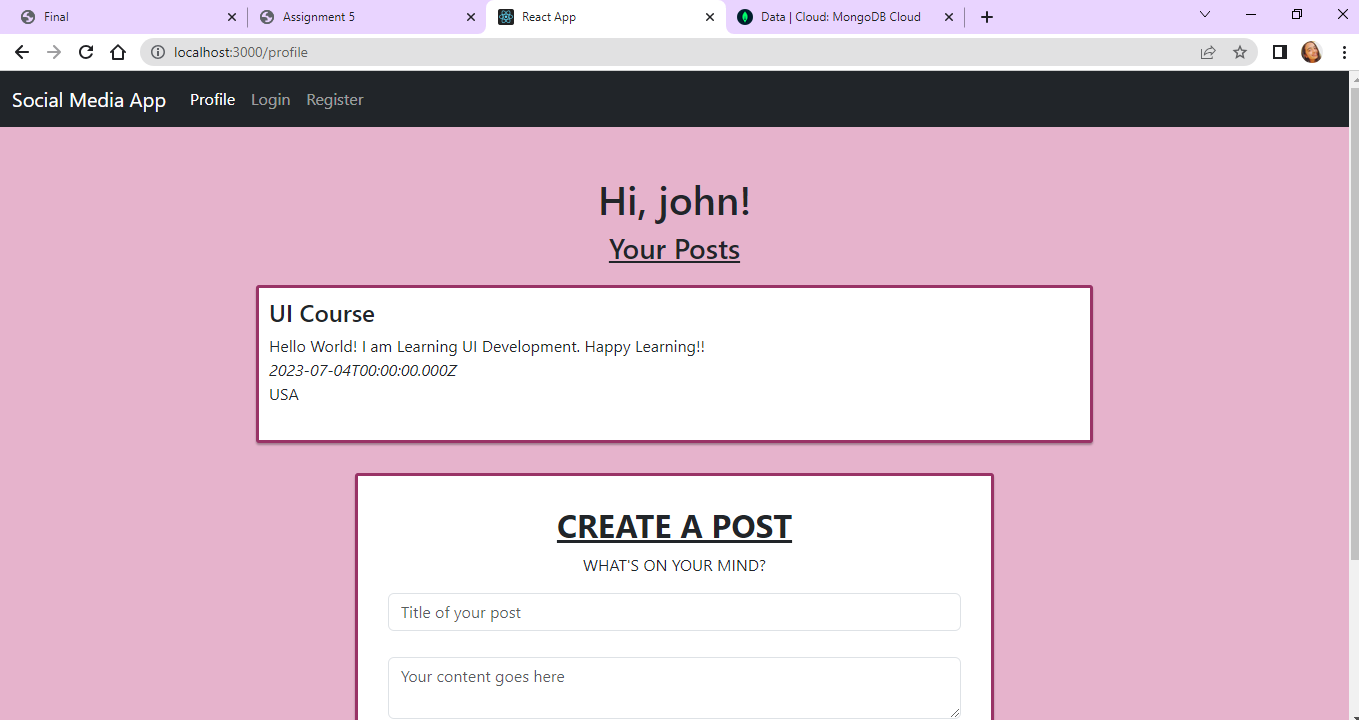 Final
Assignment 5
React App
Data | Cloud: MongoDB Cloud
localhost:3000/profile
Social Media App Profile Login Register
Hi, john!
Your Posts
UI Course
Hello World! I am Learning UI Development. Happy Learning!!
2023-07-04T00:00:00.000Z
USA
CREATE A POST
WHAT'S ON YOUR MIND?
Title of your post
Your content goes here